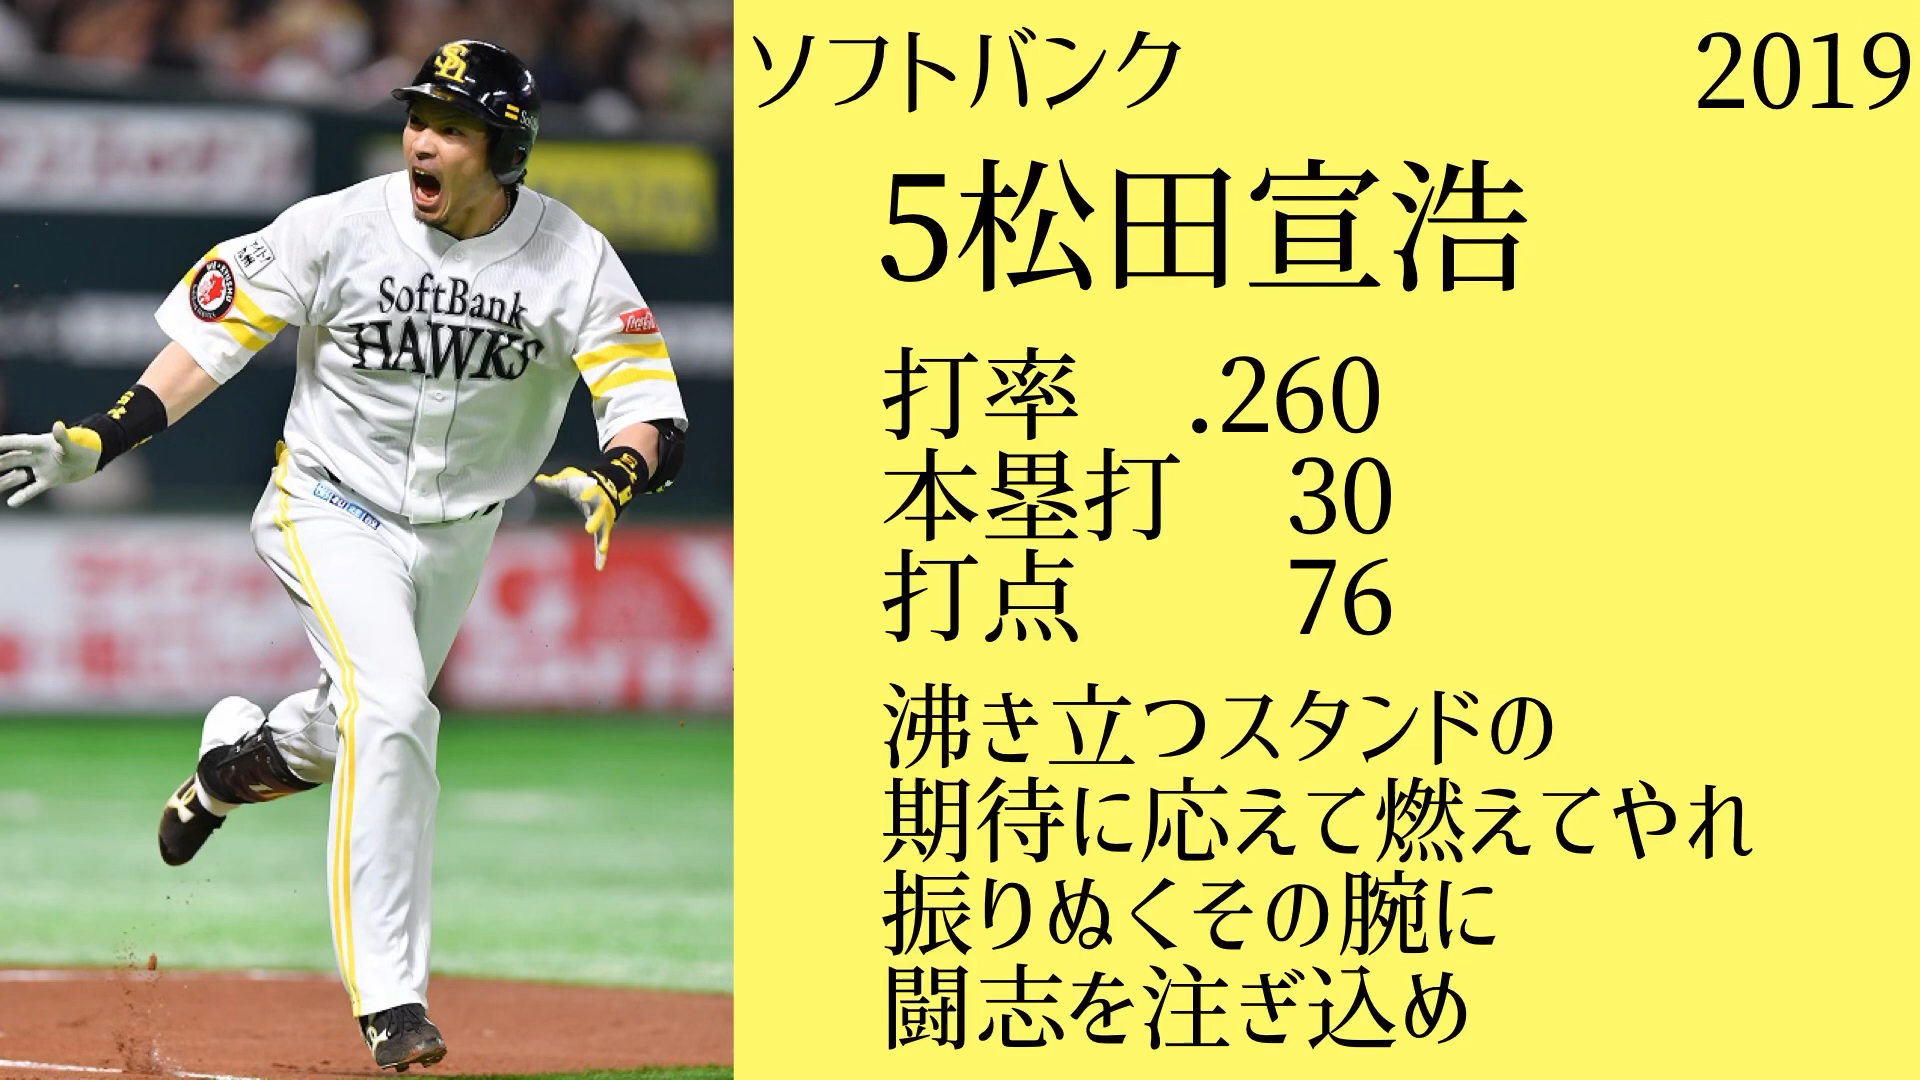 ソフトバンク 2019
5松田宣浩
打率 .260
本塁打 30
打点 76
沸き立つスタンドの
期待に応えて燃えてやれ
振りぬくその腕に
闘志を注ぎ込め
SoftBank
HAWKS
Coca-Cola